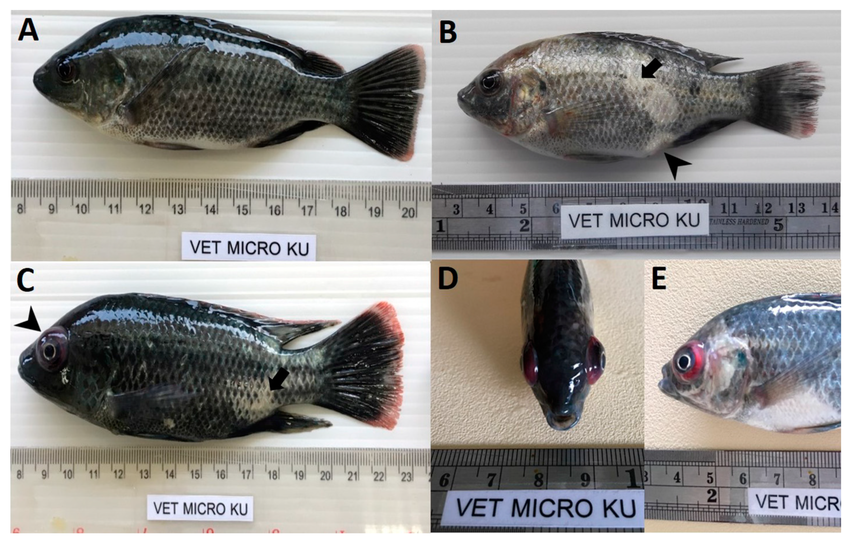 A
B
8 9 10 11 12 13 14 15 16 17 18 19 20
VET MICRO KU
3 4 5 6 10 11 12 13 14
1 2 5
VET MICRO KU
C
D
E
8 9 10 11 12 13 14 15 16 17 18 19 20 21 22 23
VET MICRO KU
6 7 8 9 1
VET MICRO KU
4 5 6 7 8
2
VET MICR